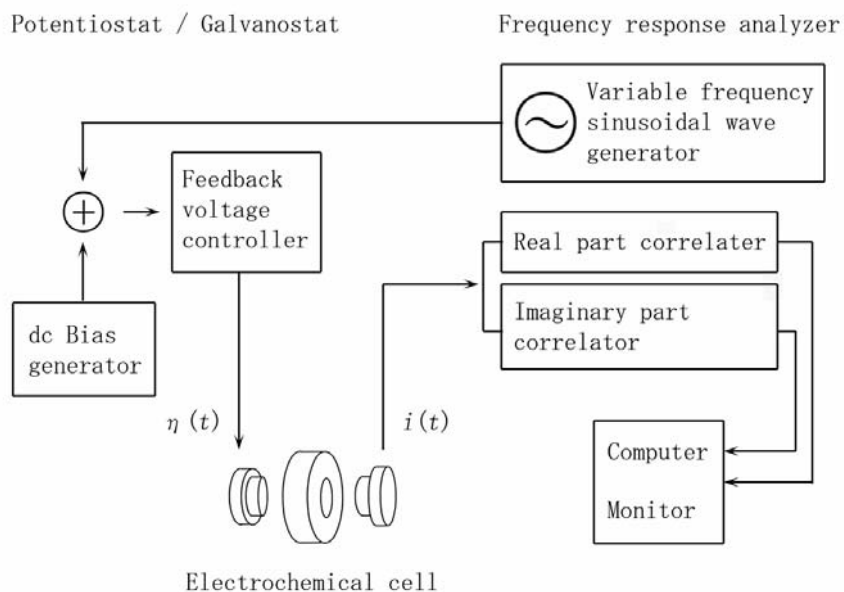 Potentiostat / Galvanostat
Frequency response analyzer
Variable frequency
sinusoidal wave
generator
Feedback
voltage
controller
Real part correlater
Imaginary part
correlator
dc Bias
generator
η (t)
i(t)
Computer
Monitor
Electrochemical cell